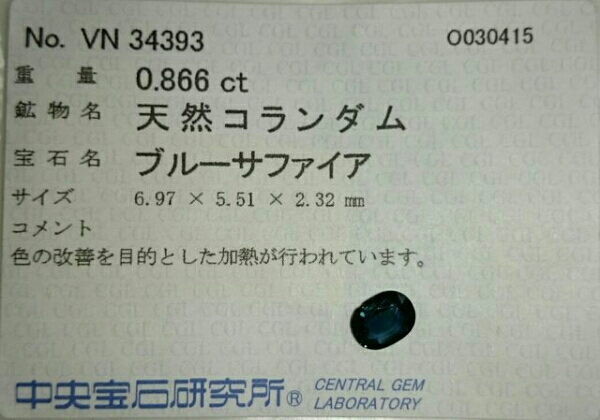 No. VN 34393 O030415
重量 0.866 ct
鉱物名 天然コランダム
宝石名 ブルーサファイア
サイズ 6.97 × 5.51 × 2.32 ㎜
コメント
色の改善を目的とした加熱が行われています。
中央宝石研究所® CENTRAL GEM
LABORATORY